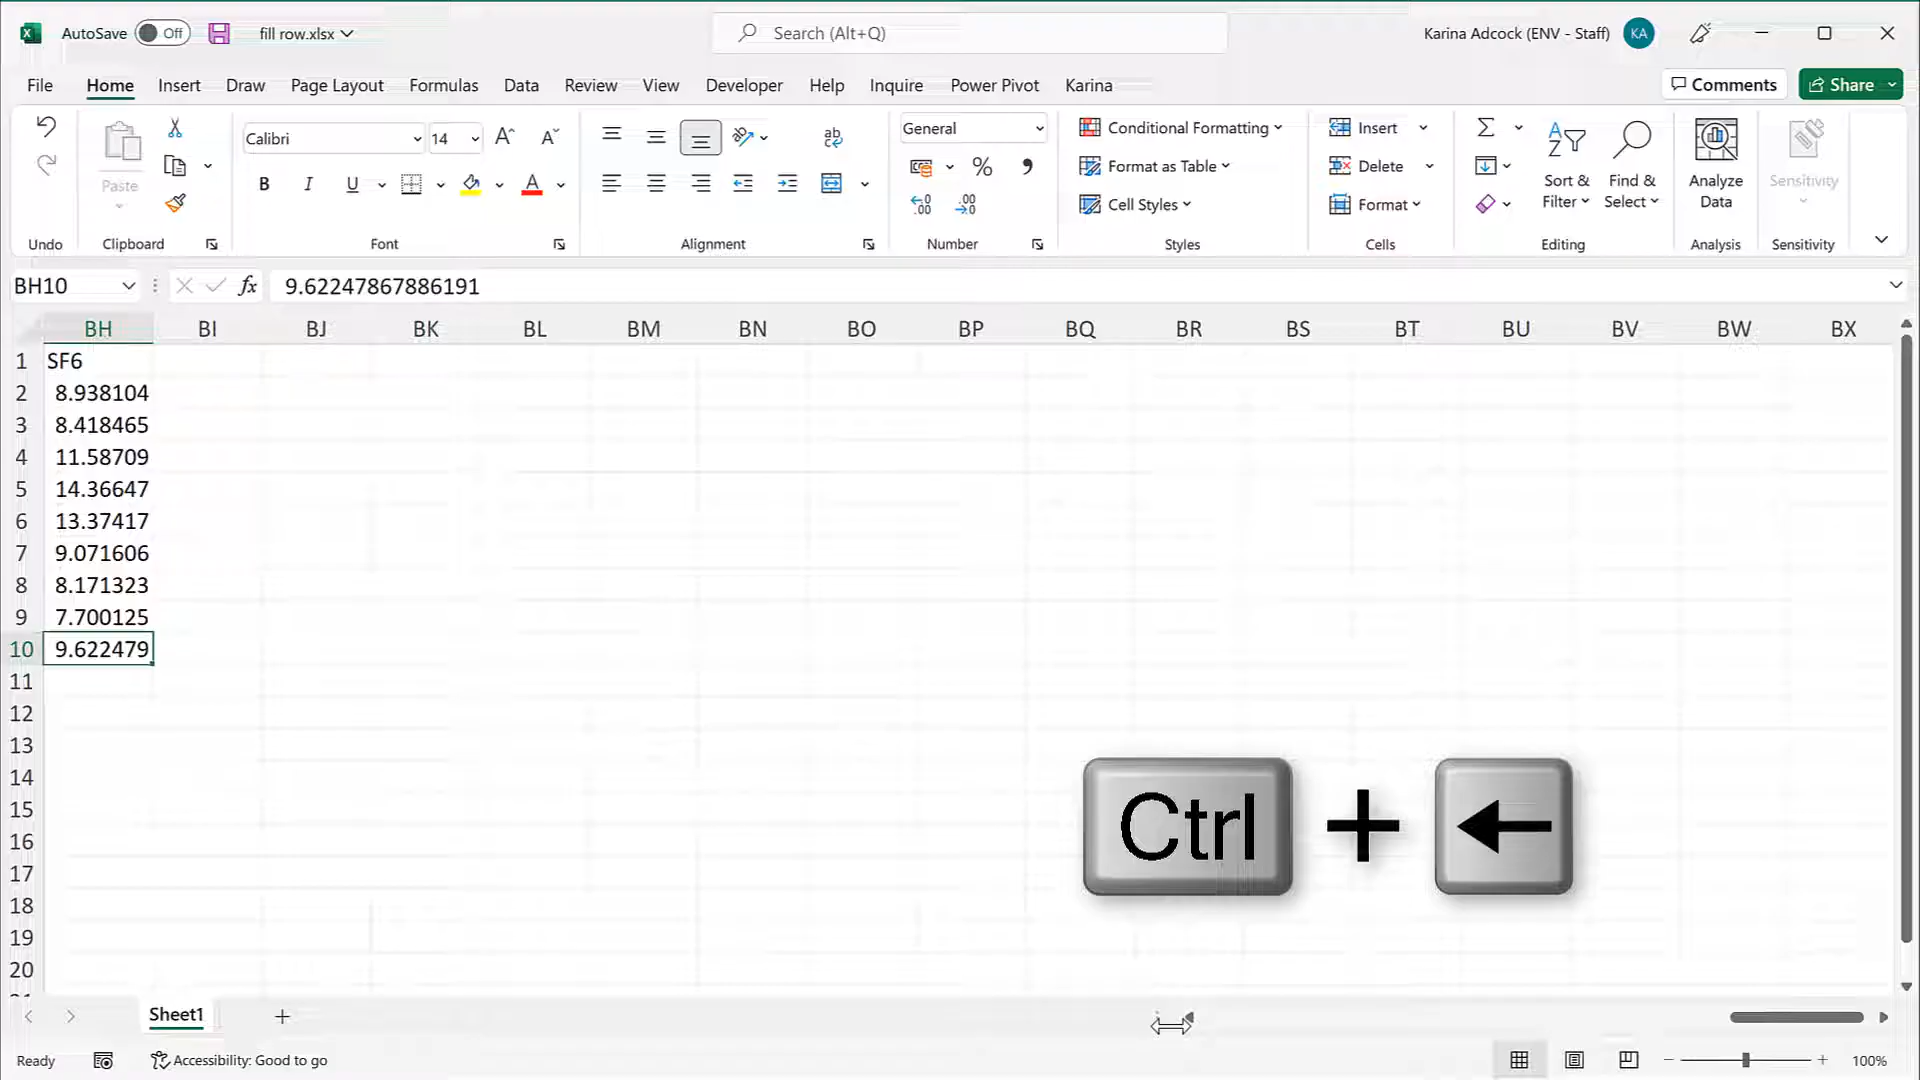 AutoSave Off fill row.xlsx Search (Alt+Q) Karina Adcock (ENV - Staff) KA
File Home Insert Draw Page Layout Formulas Data Review View Developer Help Inquire Power Pivot Karina Comments Share
Calibri 14 General Conditional Formatting Insert
Paste B I U A % , Format as Table Delete Sort & Filter Find & Select Analyze Data Sensitivity
Cell Styles Format
Undo Clipboard Font Alignment Number Styles Cells Editing Analysis Sensitivity
BH10 fx 9.62247867886191
BH BI BJ BK BL BM BN BO BP BQ BR BS BT BU BV BW BX
1 SF6
2 8.938104
3 8.418465
4 11.58709
5 14.36647
6 13.37417
7 9.071606
8 8.171323
9 7.700125
10 9.622479
11
12
13
14
15
16
17
18
19
20
Ctrl + ←
Sheet1
Ready Accessibility: Good to go 100%